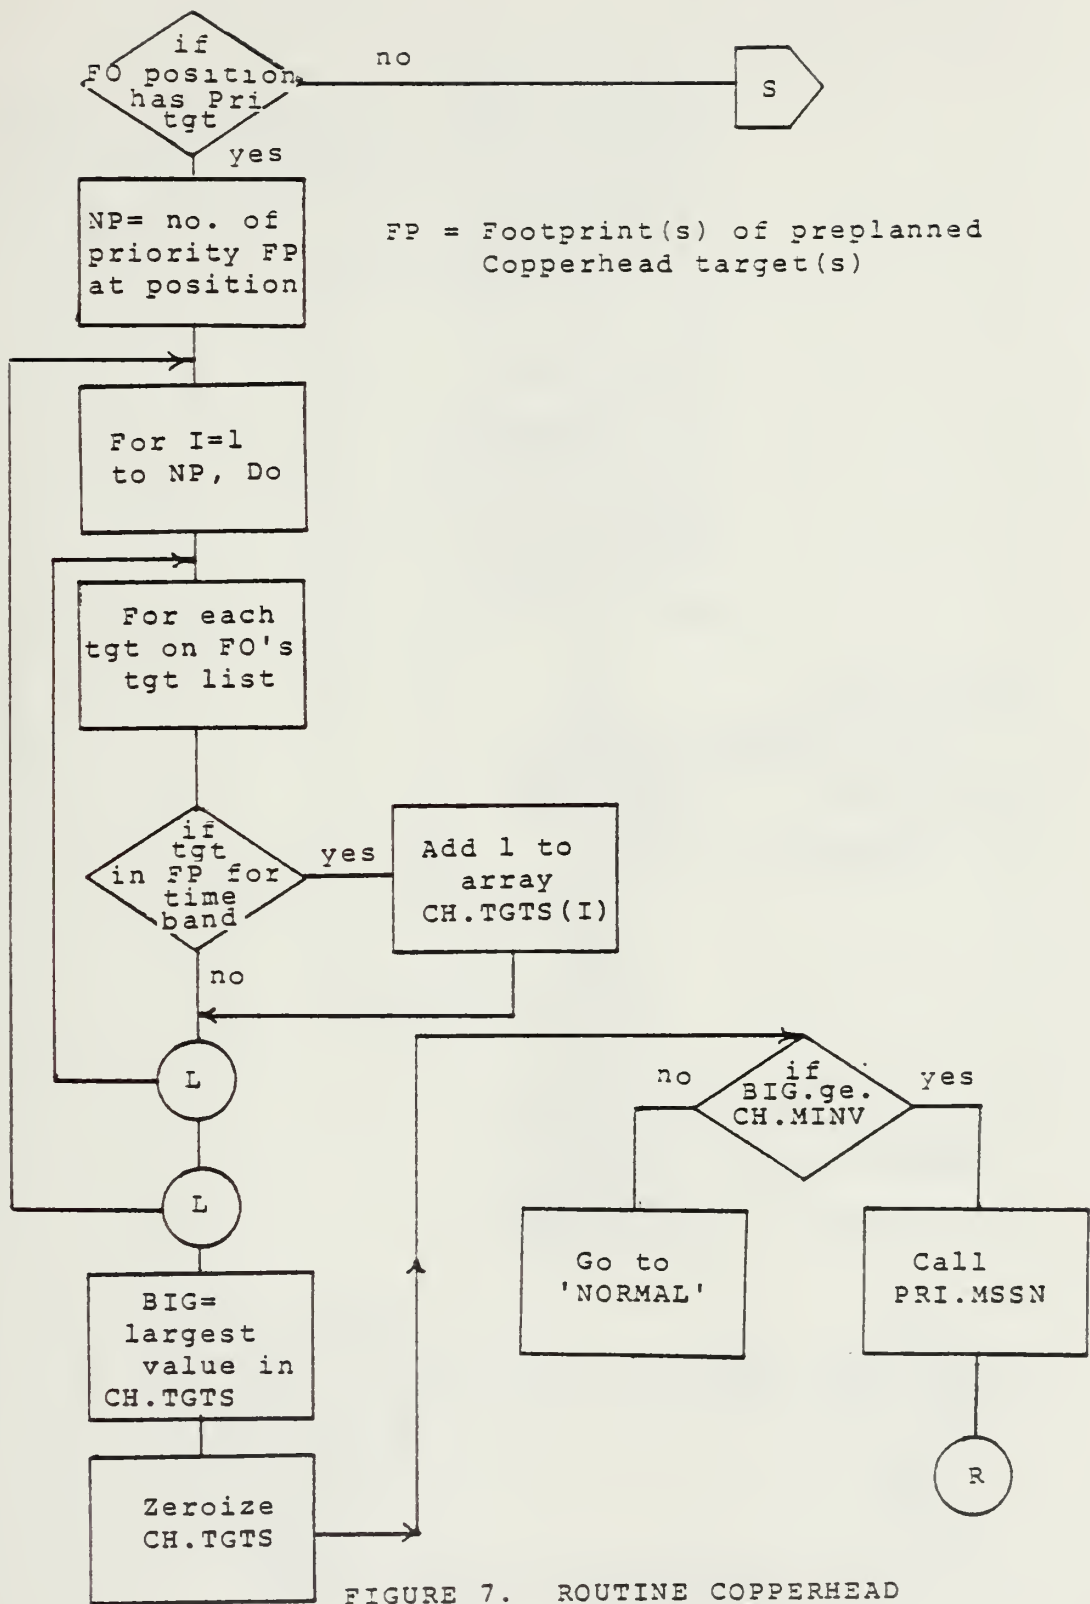 if
FO position
has Pri
tgt
no
S
yes
NP= no. of
priority FP
at position
FP = Footprint(s) of preplanned
Copperhead target(s)
For I=1
to NP, Do
For each
tgt on FO's
tgt list
if
tgt
in FP for
time
band
yes
Add 1 to
array
CH.TGTS(I)
no
L
L
if
BIG.ge.
CH.MINV
no
yes
Go to
'NORMAL'
Call
PRI.MSSN
R
BIG=
largest
value in
CH.TGTS
Zeroize
CH.TGTS
FIGURE 7. ROUTINE COPPERHEAD